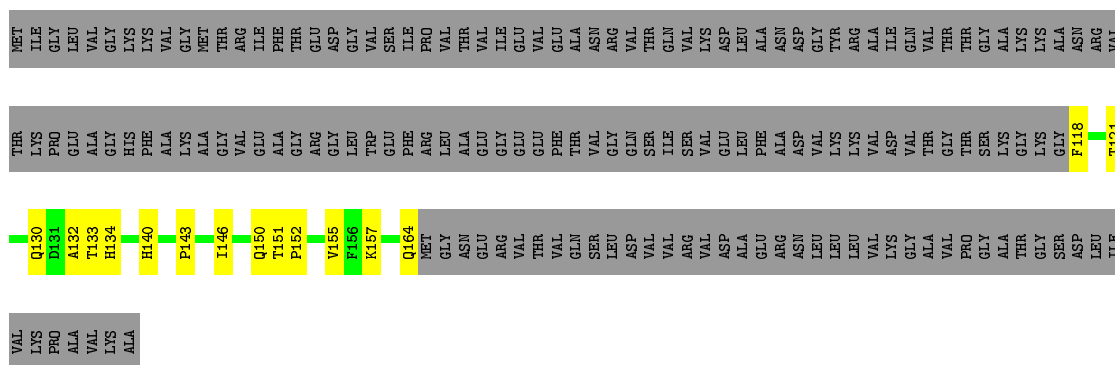 MET ILE GLY LEU VAL GLY LYS LYS VAL GLY MET THR ARG ILE PHE THR GLU ASP GLY VAL SER ILE PRO VAL THR VAL ILE GLU VAL GLU ALA ASN ARG VAL THR GLN VAL LYS ASP LEU ALA ASN ASP GLY TYR ARG ALA ILE GLN VAL THR THR GLY ALA LYS LYS ALA ASN ARG VAL
THR LYS PRO GLU ALA GLY HIS PHE ALA LYS ALA GLY VAL GLU ALA GLY ARG GLY LEU TRP GLU PHE ARG LEU ALA GLU GLY GLU GLU PHE THR VAL GLY GLN SER ILE SER VAL GLU LEU PHE ALA ASP VAL LYS LYS VAL ASP VAL THR GLY THR SER LYS GLY LYS GLY F118 T121
Q130 D131 A132 T133 H134 H140 P143 I146 Q150 T151 P152 V155 F156 K157 Q164 MET GLY ASN GLU ARG VAL THR VAL GLN SER LEU ASP VAL VAL ARG VAL ASP ALA GLU ARG ASN LEU LEU LEU VAL LYS GLY ALA VAL PRO GLY ALA THR GLY SER ASP LEU ILE
VAL LYS PRO ALA VAL LYS ALA